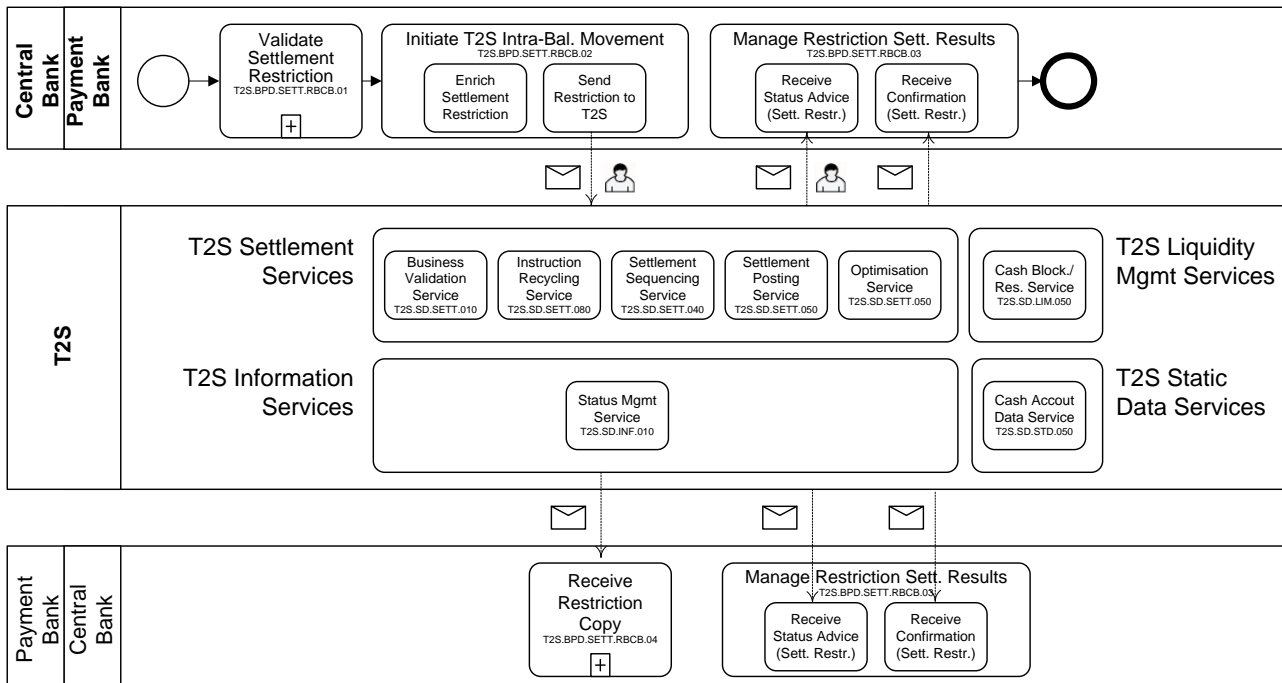 Central
Bank
Payment
Bank
Validate
Settlement
Restriction
T2S.BPD.SETT.RBCB.01
Initiate T2S Intra-Bal. Movement
T2S.BPD.SETT.RBCB.02
Enrich
Settlement
Restriction
Send
Restriction to
T2S
Manage Restriction Sett. Results
T2S.BPD.SETT.RBCB.03
Receive
Status Advice
(Sett. Restr.)
Receive
Confirmation
(Sett. Restr.)
T2S
T2S Settlement
Services
Business
Validation
Service
T2S.SD.SETT.010
Instruction
Recycling
Service
T2S.SD.SETT.080
Settlement
Sequencing
Service
T2S.SD.SETT.040
Settlement
Posting
Service
T2S.SD.SETT.050
Optimisation
Service
T2S.SD.SETT.050
Cash Block./
Res. Service
T2S.SD.LIM.050
T2S Liquidity
Mgmt Services
T2S Information
Services
Status Mgmt
Service
T2S.SD.INF.010
Cash Accout
Data Service
T2S.SD.STD.050
T2S Static
Data Services
Payment
Bank
Central
Bank
Receive
Restriction
Copy
T2S.BPD.SETT.RBCB.04
Manage Restriction Sett. Results
T2S.BPD.SETT.RBCB.03
Receive
Status Advice
(Sett. Restr.)
Receive
Confirmation
(Sett. Restr.)